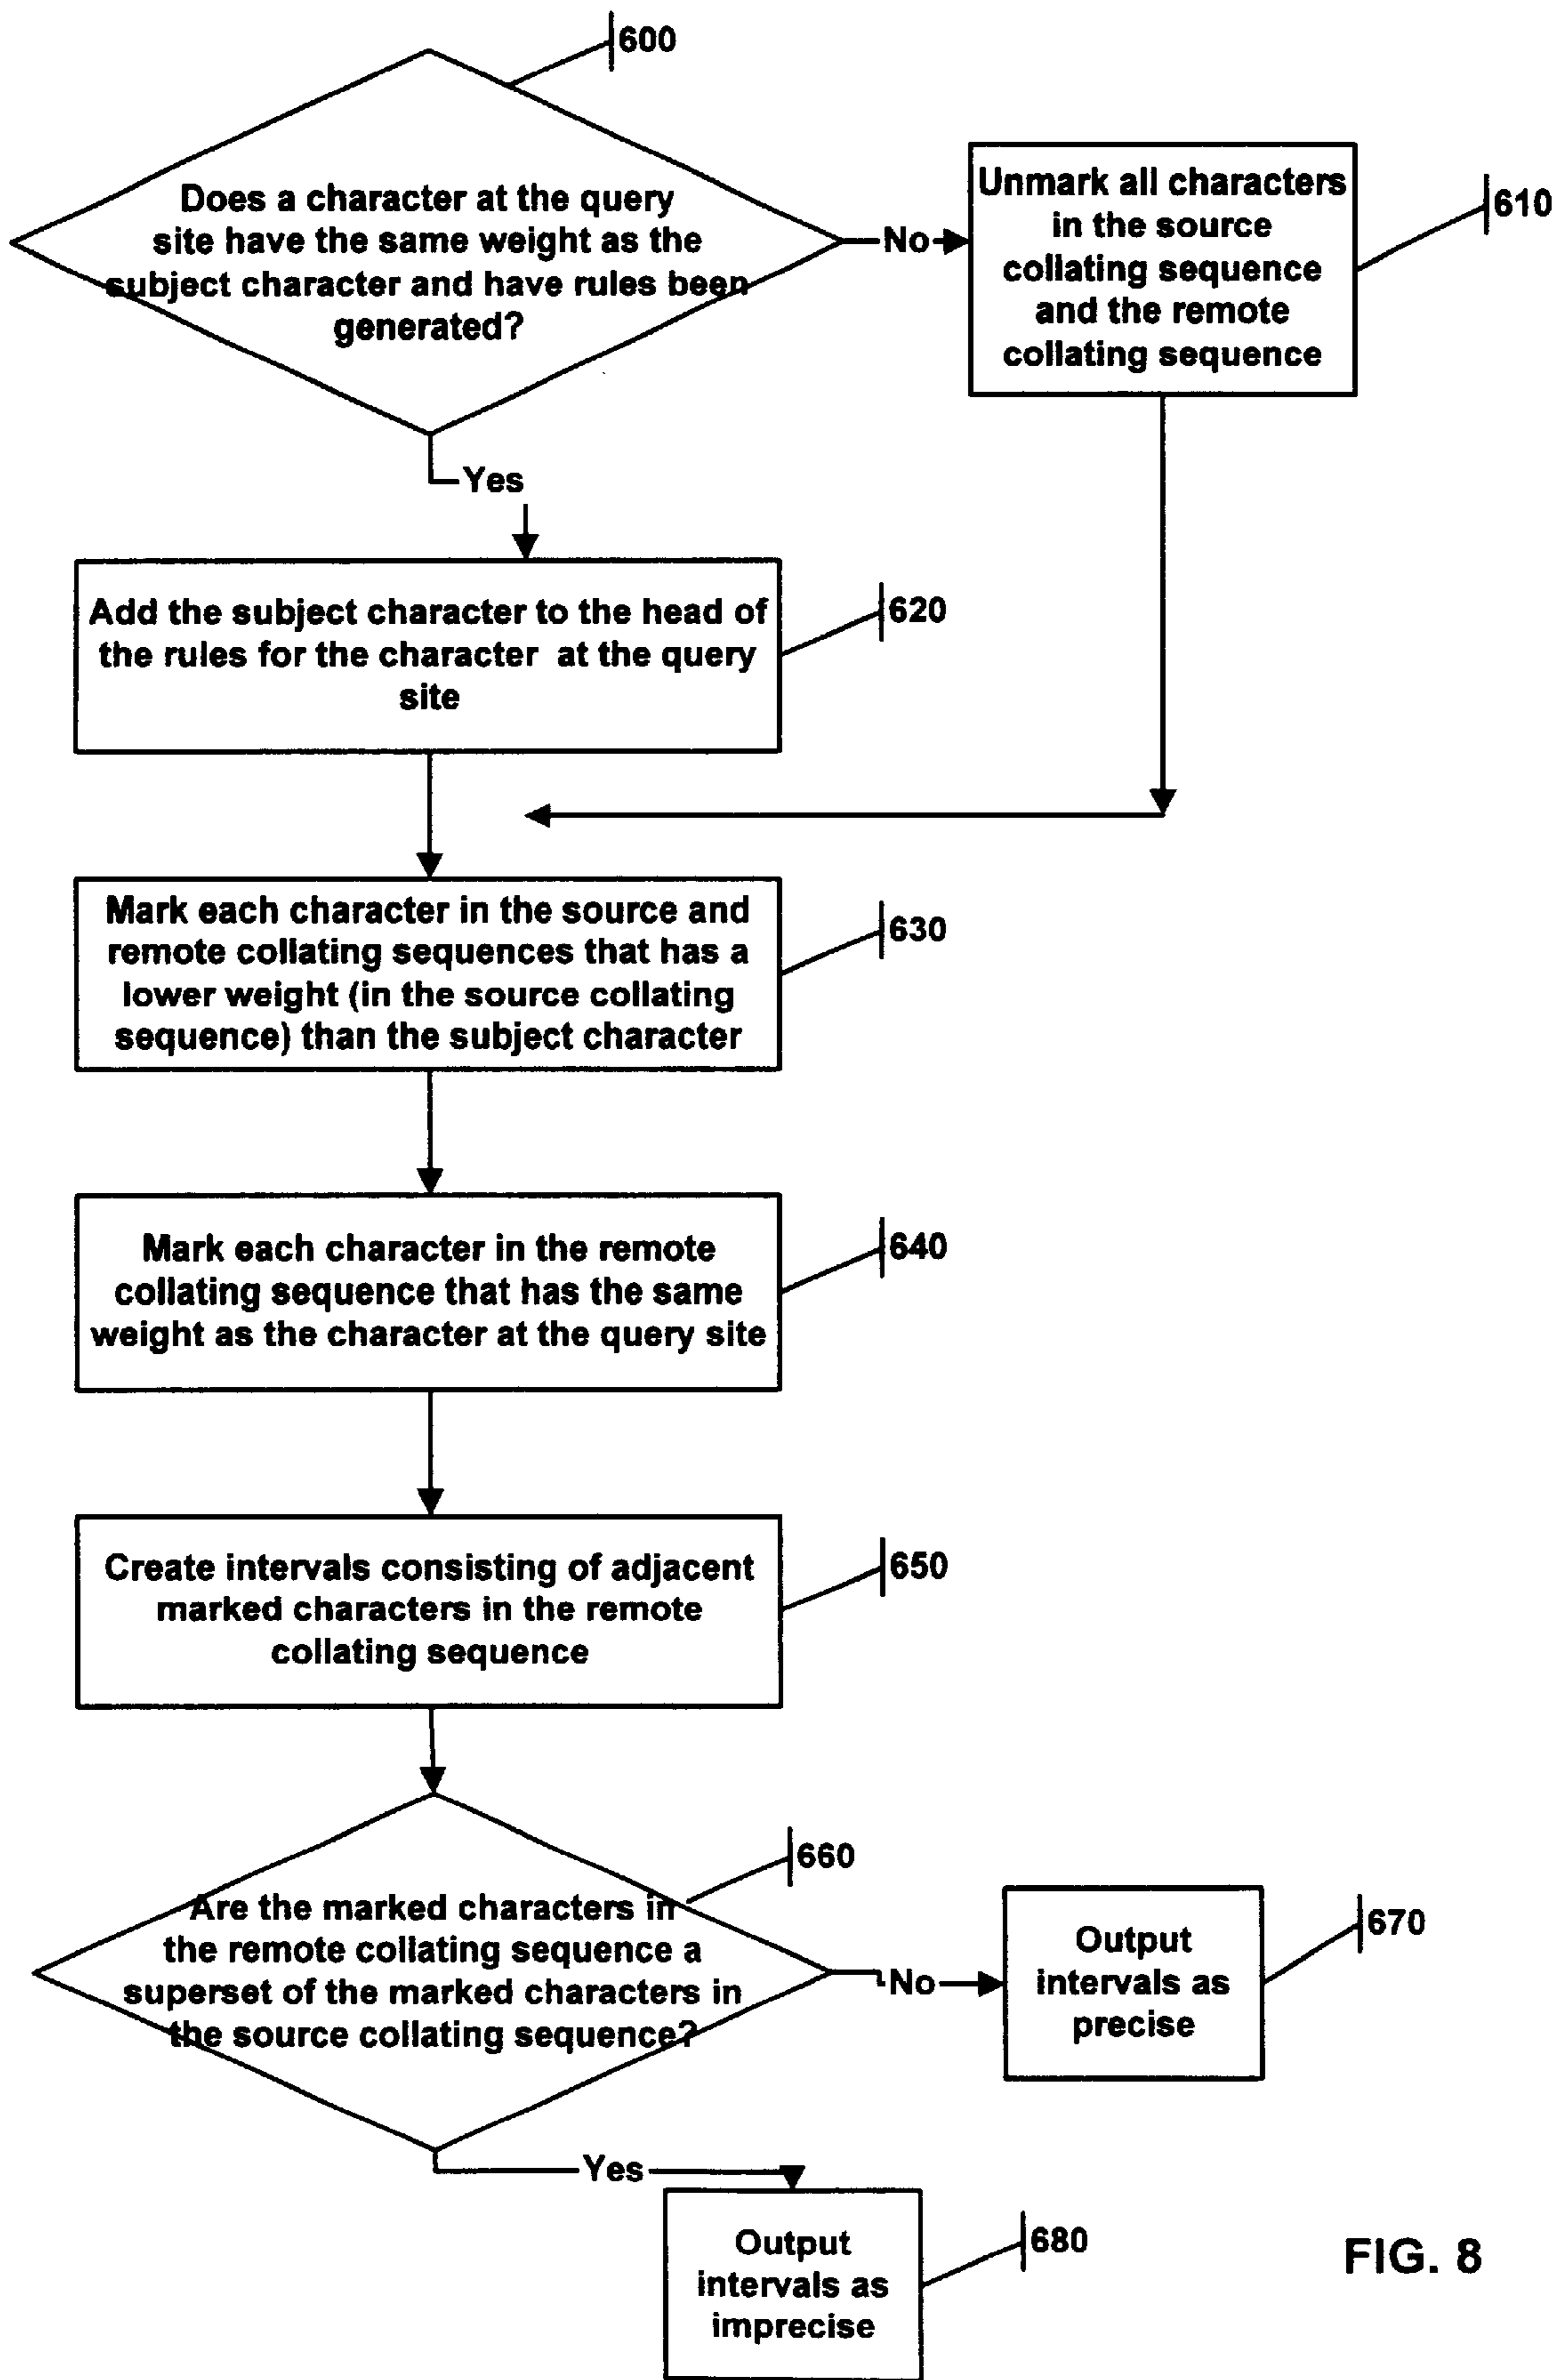 600
Does a character at the query
site have the same weight as the
subject character and have rules been
generated?
No
Unmark all characters
in the source
collating sequence
and the remote
collating sequence
610
Yes
Add the subject character to the head of
the rules for the character at the query
site
620
Mark each character in the source and
remote collating sequences that has a
lower weight (in the source collating
sequence) than the subject character
630
Mark each character in the remote
collating sequence that has the same
weight as the character at the query site
640
Create intervals consisting of adjacent
marked characters in the remote
collating sequence
650
Are the marked characters in
the remote collating sequence a
superset of the marked characters in
the source collating sequence?
660
No
Output
intervals as
precise
670
Yes
Output
intervals as
imprecise
680
FIG. 8